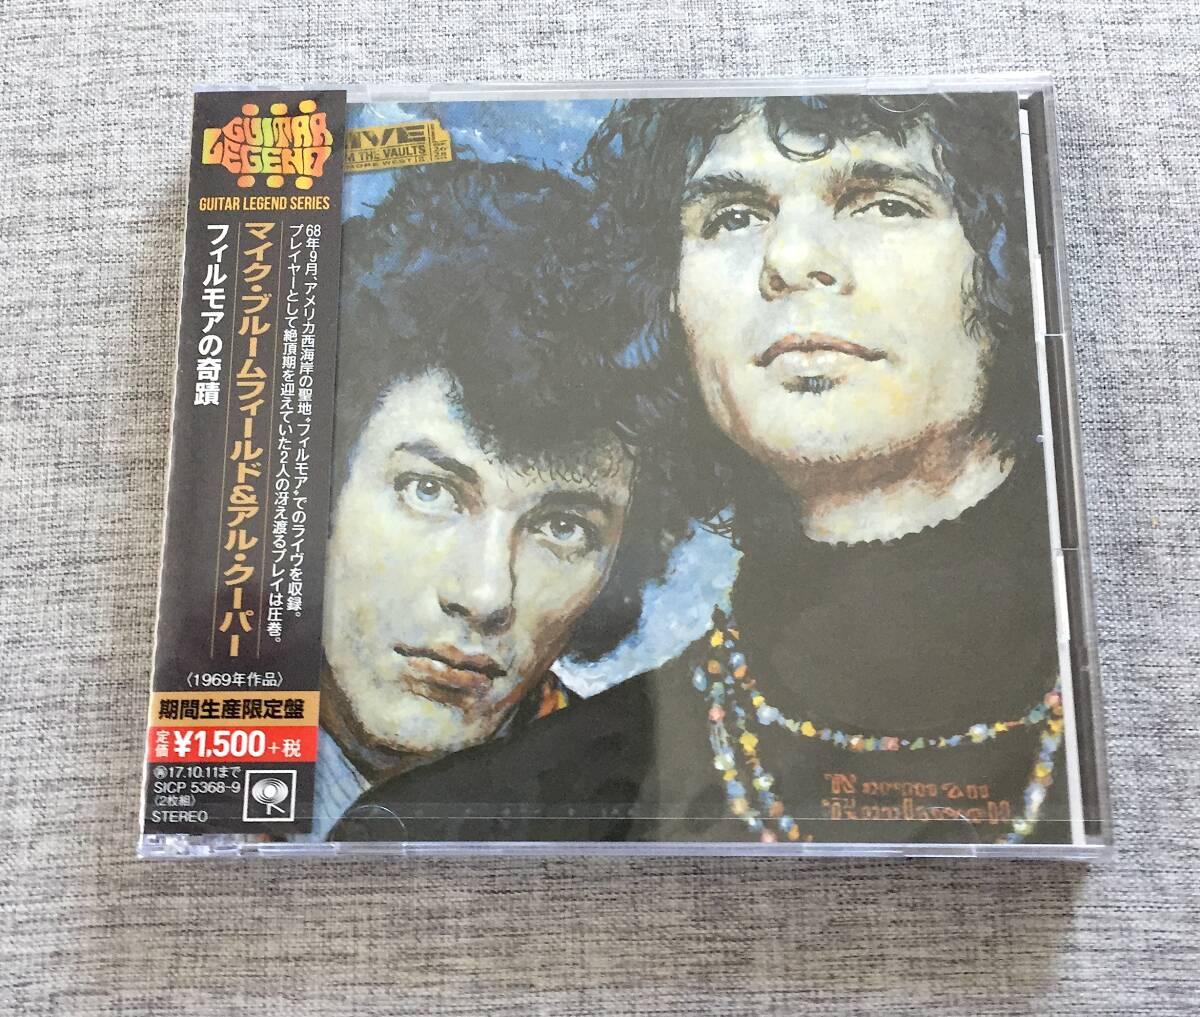 GUITAR
LEGEND
GUITAR LEGEND SERIES
68年9月、アメリカ西海岸の聖地“フィルモア”でのライヴを収録。
プレイヤーとして絶頂期を迎えていた2人の冴え渡るプレイは圧巻。
マイク・ブルームフィールド&アル・クーパー
フィルモアの奇蹟
〈1969年作品〉
期間生産限定盤
定価 ¥1,500+税
17.10.11まで
SICP 5368-9
〈2枚組〉
STEREO
IVE
M THE VAULTS
MORE WEST
Norman
Rockwell